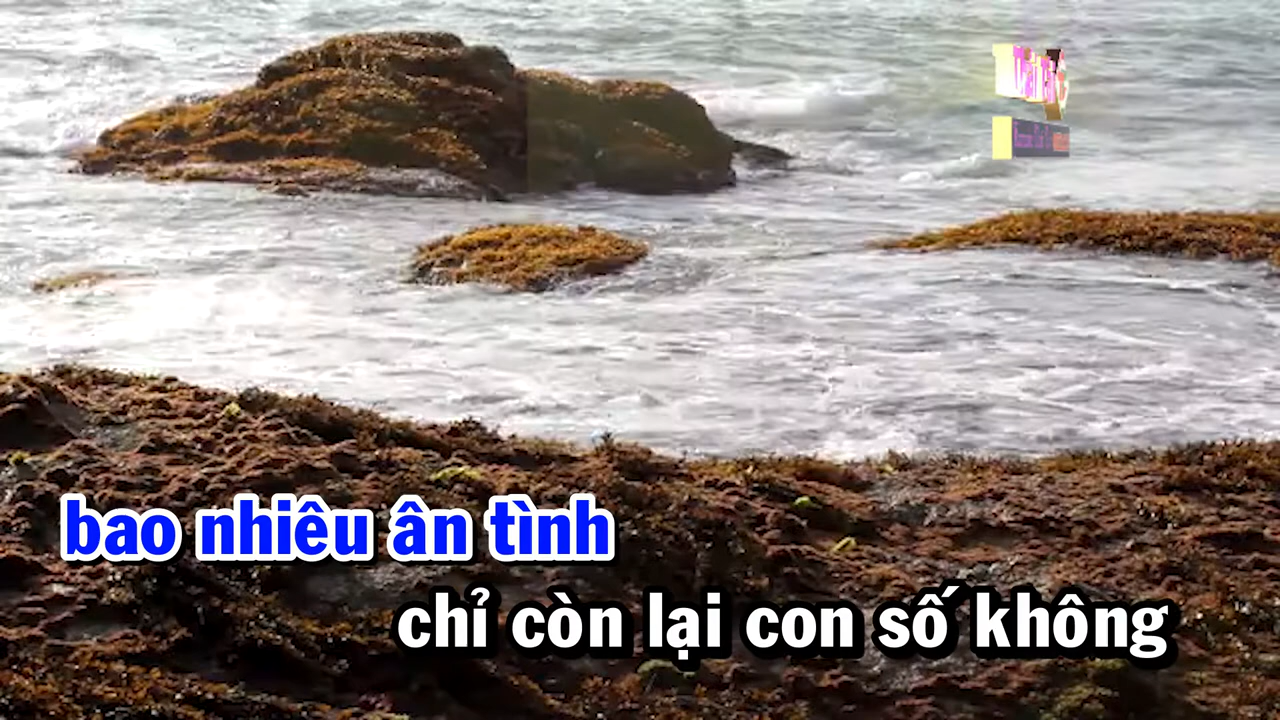 bao nhiêu ân tình
chỉ còn lại con số không